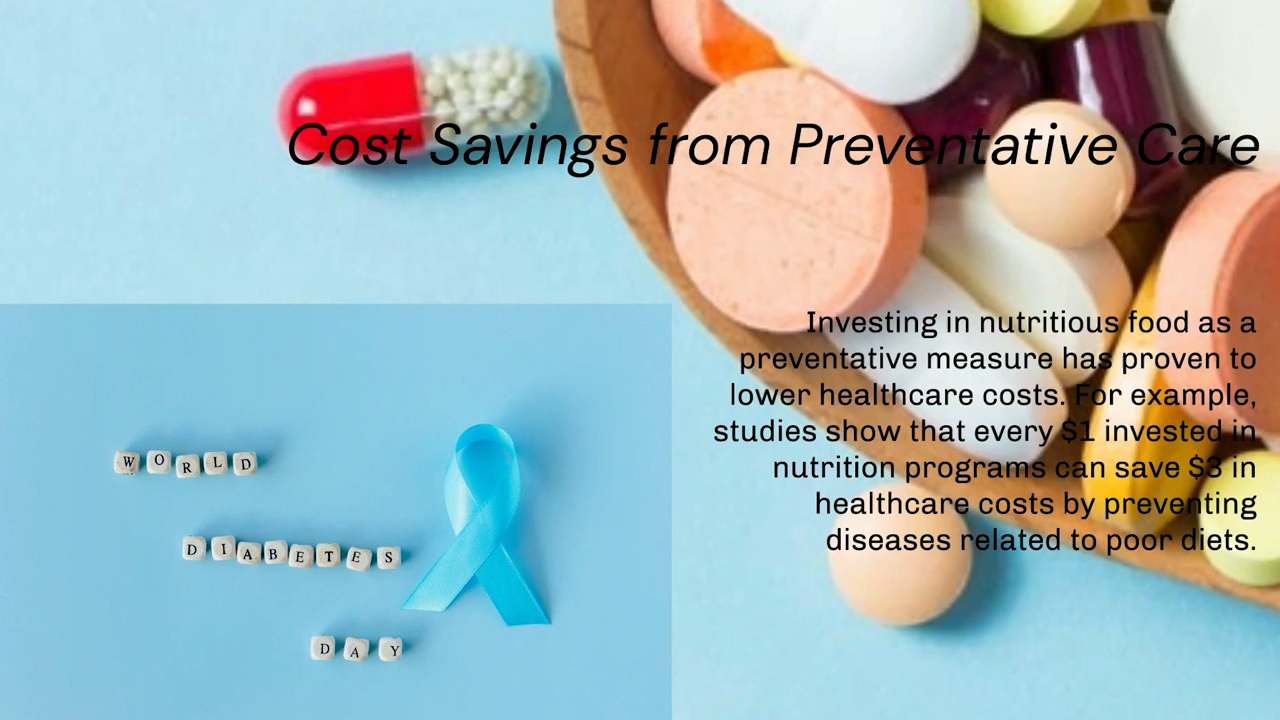 Cost Savings from Preventative Care
Investing in nutritious food as a
preventative measure has proven to
lower healthcare costs. For example,
studies show that every $1 invested in
nutrition programs can save $3 in
healthcare costs by preventing
diseases related to poor diets.
WORLD
DIABETES
DAY